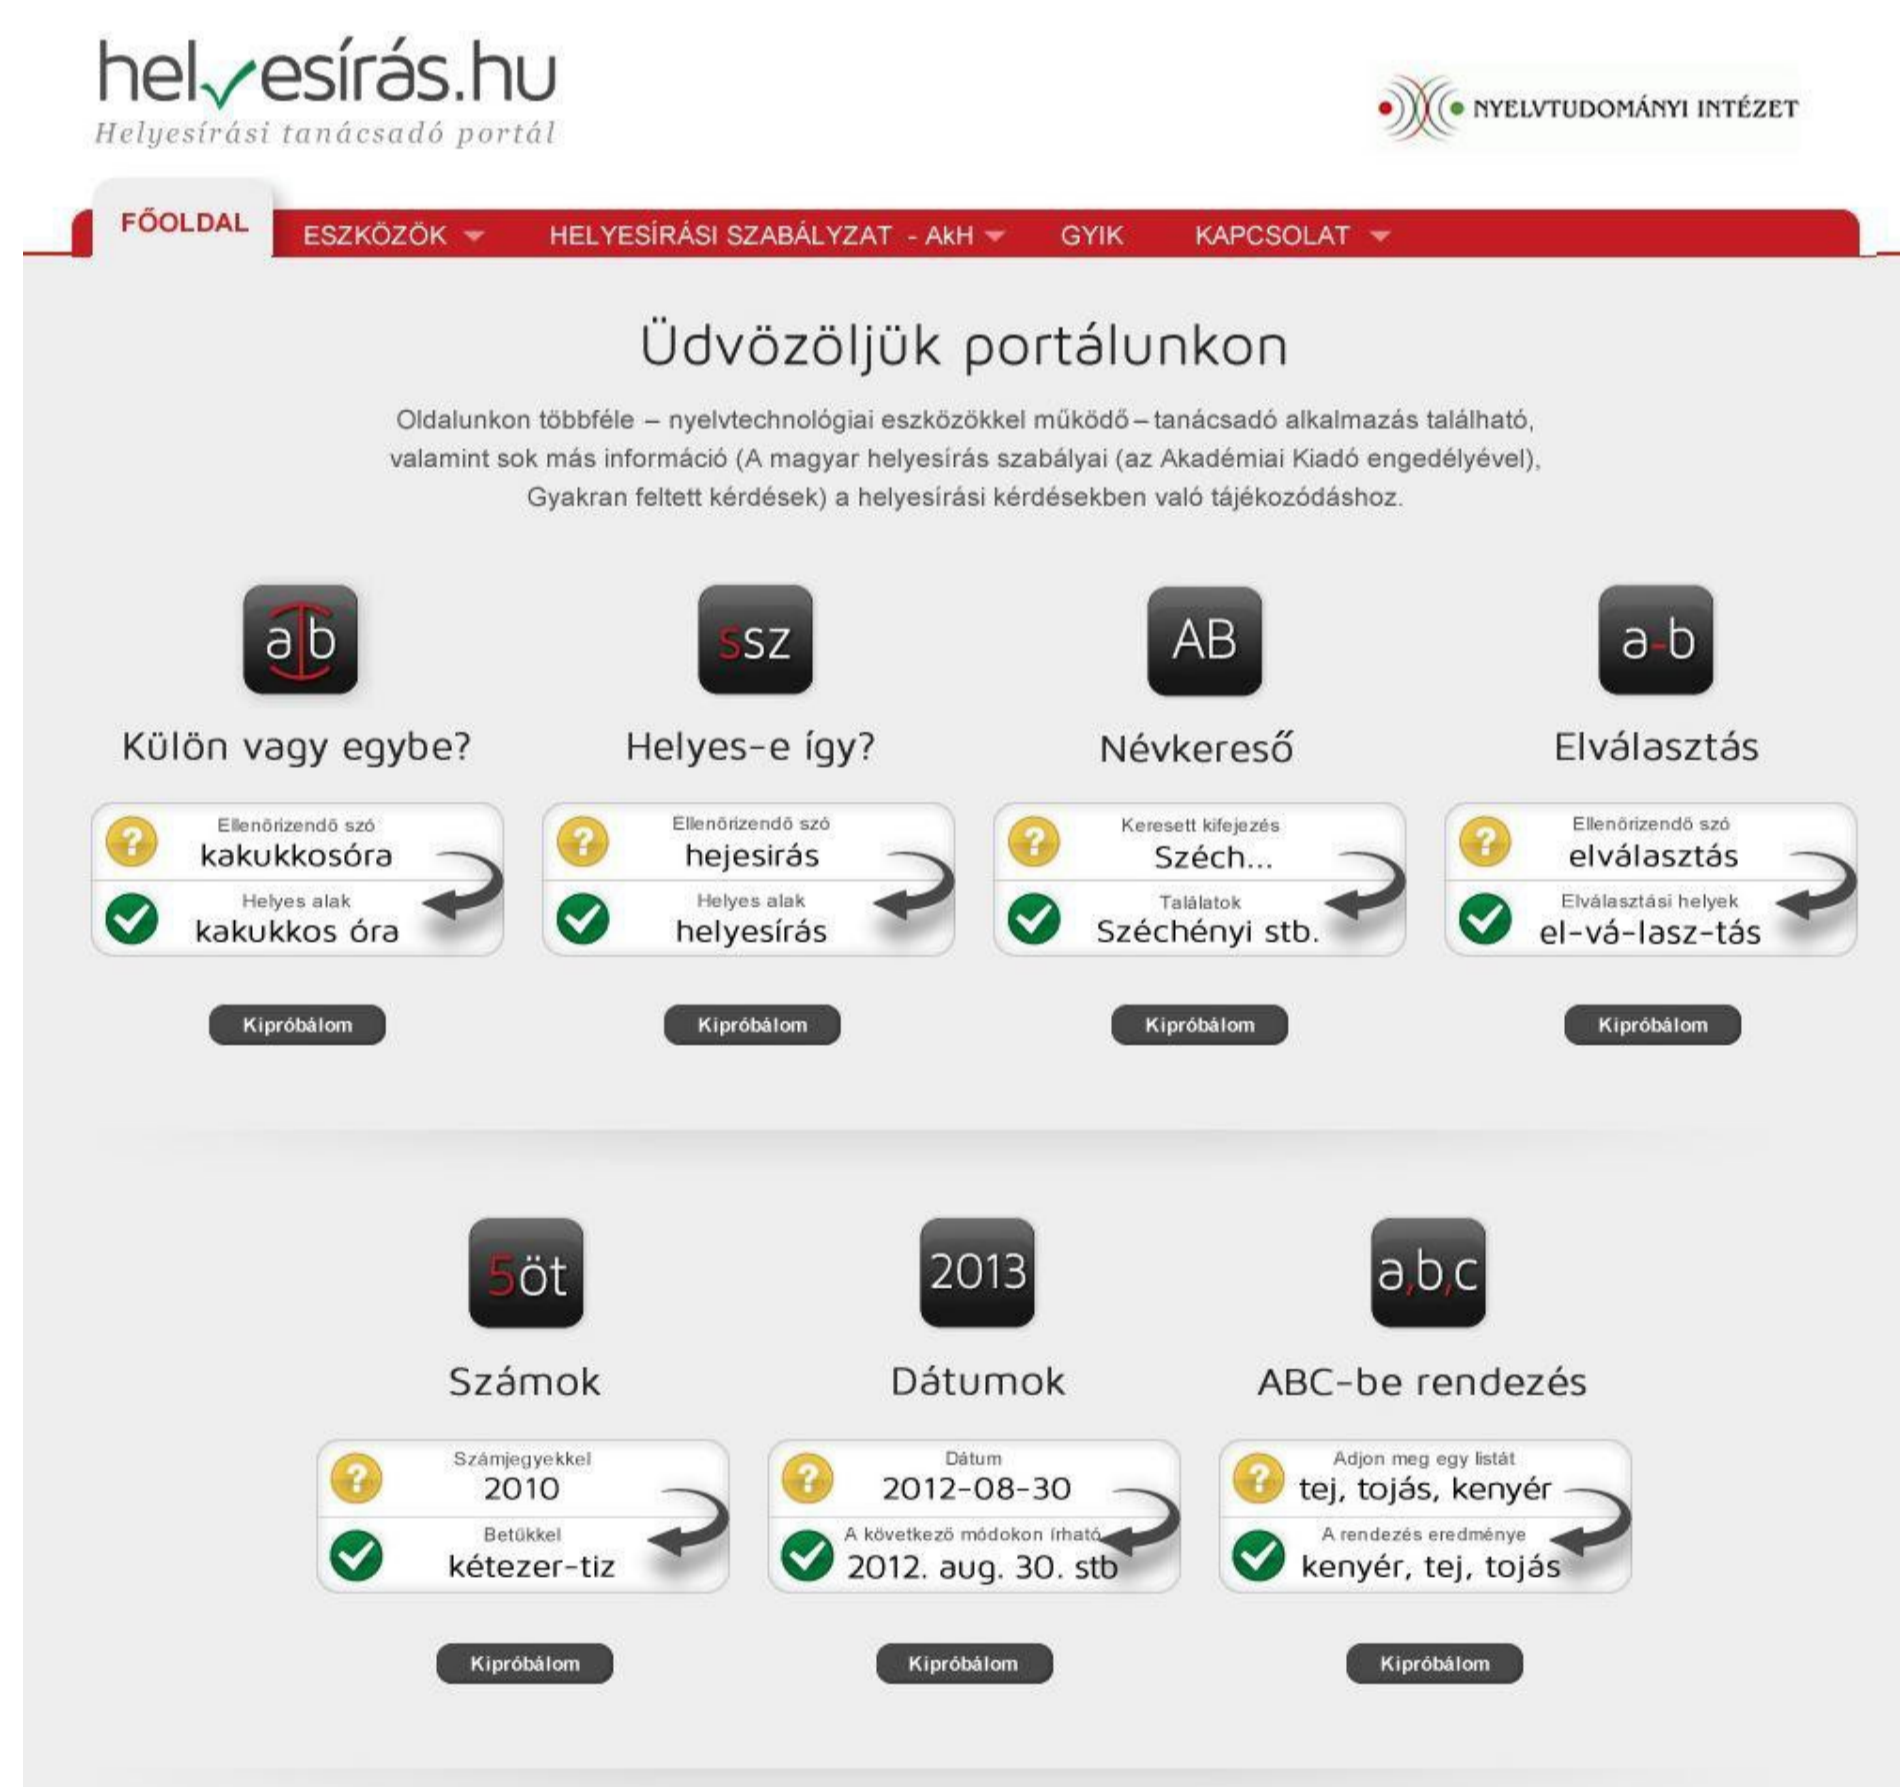 helyesírás.hu
Helyesírási tanácsadó portál
NYELVTUDOMÁNYI INTÉZET
FŐOLDAL
ESZKÖZÖK
HELYESÍRÁSI SZABÁLYZAT - AkH
GYIK
KAPCSOLAT
Üdvözöljük portálunkon
Oldalunkon többféle – nyelvtechnológiai eszközökkel működő – tanácsadó alkalmazás található,
valamint sok más információ (A magyar helyesírás szabályai (az Akadémiai Kiadó engedélyével),
Gyakran feltett kérdések) a helyesírási kérdésekben való tájékozódáshoz.
ab
Külön vagy egybe?
Ellenőrizendő szó
kakukkosóra
Helyes alak
kakukkos óra
Kipróbálom
ssz
Helyes-e így?
Ellenőrizendő szó
hejesirás
Helyes alak
helyesírás
Kipróbálom
AB
Névkereső
Keresett kifejezés
Széch...
Találatok
Széchényi stb.
Kipróbálom
a-b
Elválasztás
Ellenőrizendő szó
elválasztás
Elválasztási helyek
el-vá-lasz-tás
Kipróbálom
5öt
Számok
Számjegyekkel
2010
Betűkkel
kétezer-tiz
Kipróbálom
2013
Dátumok
Dátum
2012-08-30
A következő módokon írható
2012. aug. 30. stb
Kipróbálom
a,b,c
ABC-be rendezés
Adjon meg egy listát
tej, tojás, kenyér
A rendezés eredménye
kenyér, tej, tojás
Kipróbálom